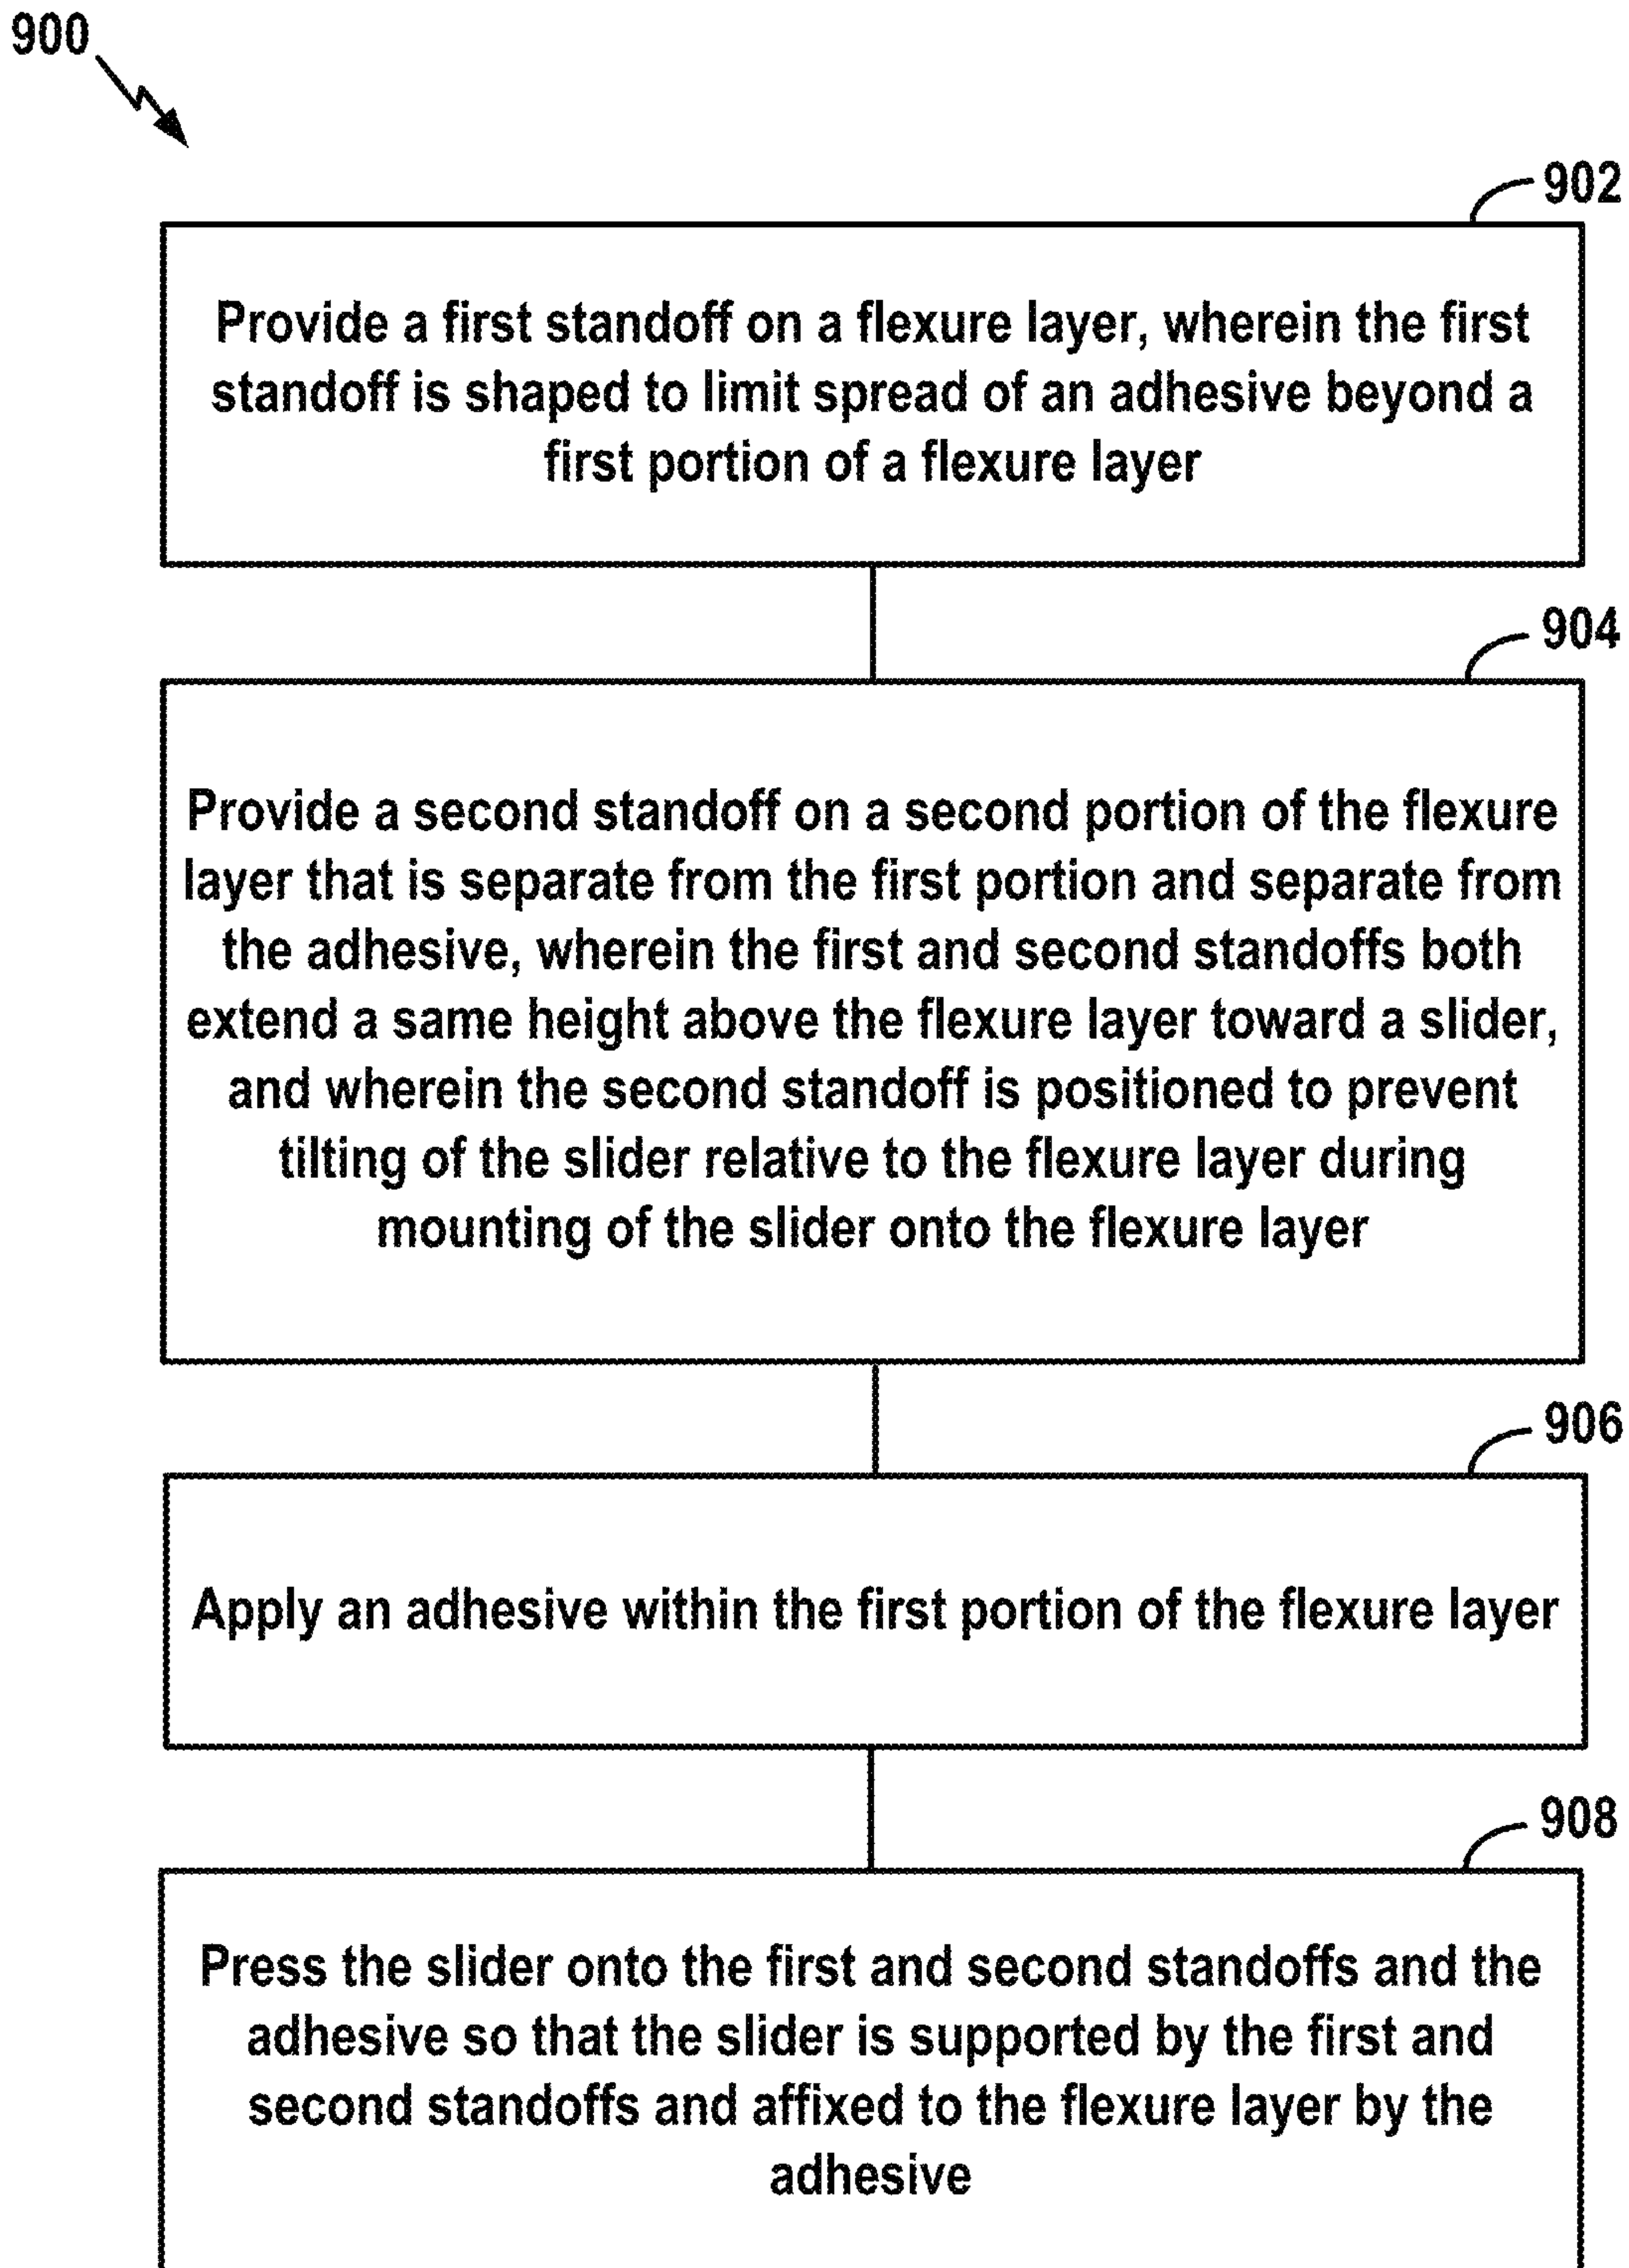 900
902
Provide a first standoff on a flexure layer, wherein the first
standoff is shaped to limit spread of an adhesive beyond a
first portion of a flexure layer
904
Provide a second standoff on a second portion of the flexure
layer that is separate from the first portion and separate from
the adhesive, wherein the first and second standoffs both
extend a same height above the flexure layer toward a slider,
and wherein the second standoff is positioned to prevent
tilting of the slider relative to the flexure layer during
mounting of the slider onto the flexure layer
906
Apply an adhesive within the first portion of the flexure layer
908
Press the slider onto the first and second standoffs and the
adhesive so that the slider is supported by the first and
second standoffs and affixed to the flexure layer by the
adhesive